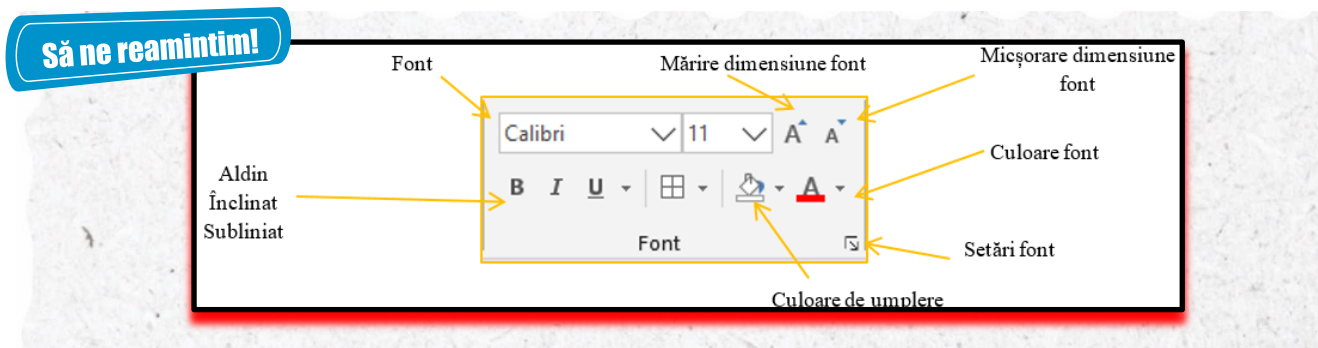 Să ne reamintim!
Font
Mărire dimensiune font
Micșorare dimensiune
font
Calibri
11
A
A
Culoare font
Aldin
Înclinat
Subliniat
B I U
A
Font
Setări font
Culoare de umplere